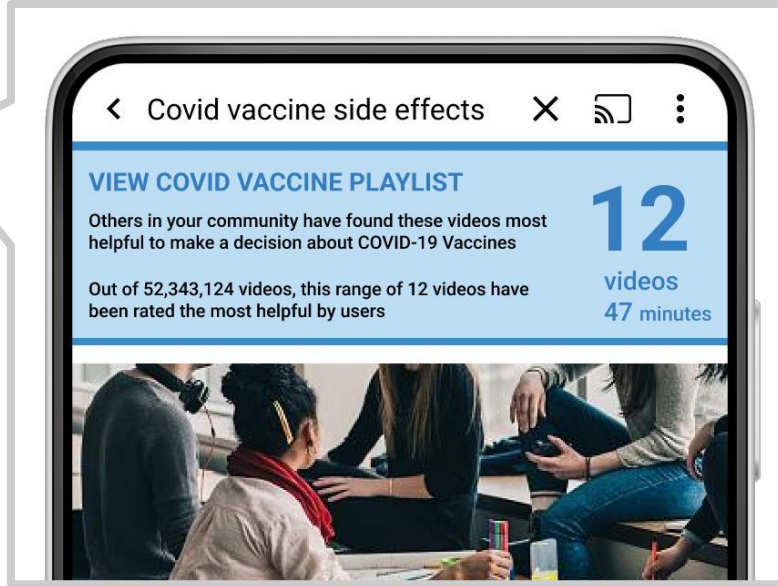 Covid vaccine side effects
VIEW COVID VACCINE PLAYLIST
Others in your community have found these videos most
helpful to make a decision about COVID-19 Vaccines
Out of 52,343,124 videos, this range of 12 videos have
been rated the most helpful by users
12
videos
47 minutes